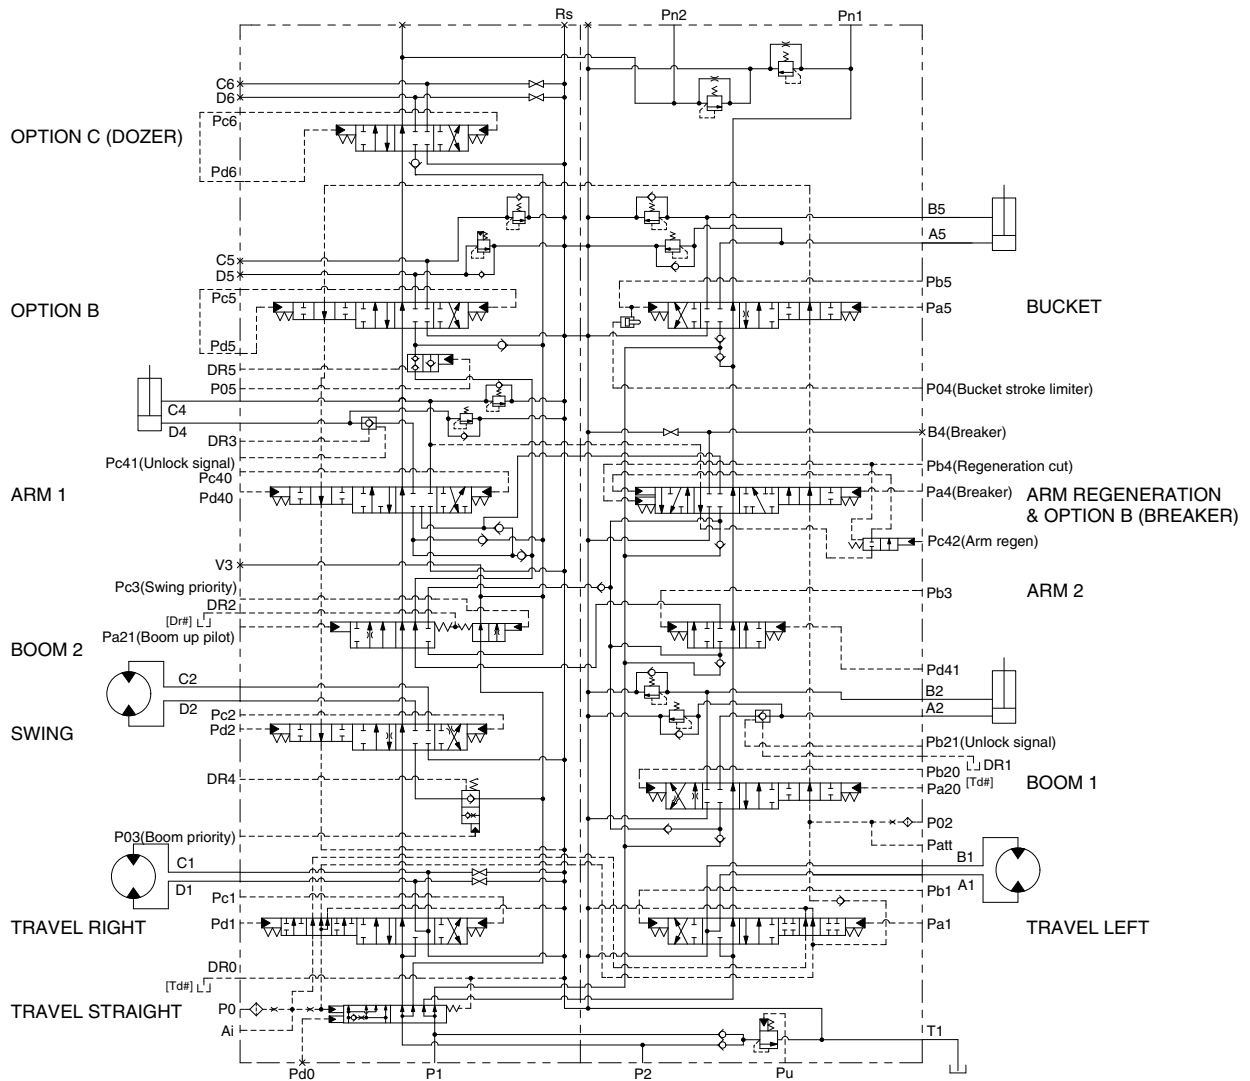 Rs
Pn2
Pn1
C6
D6
Pc6
OPTION C (DOZER)
Pd6
B5
A5
C5
D5
Pc5
Pb5
OPTION B
Pa5
BUCKET
Pd5
DR5
P05
P04(Bucket stroke limiter)
C4
D4
B4(Breaker)
DR3
Pc41(Unlock signal)
Pb4(Regeneration cut)
Pc40
ARM 1
Pd40
Pa4(Breaker)
ARM REGENERATION
& OPTION B (BREAKER)
Pc42(Arm regen)
V3
Pc3(Swing priority)
Pb3
ARM 2
DR2
[Dr#]
Pa21(Boom up pilot)
BOOM 2
Pd41
C2
B2
D2
A2
Pc2
Pd2
SWING
Pb21(Unlock signal)
DR1
DR4
Pb20
[Td#]
Pa20
BOOM 1
P03(Boom priority)
P02
Patt
C1
B1
D1
A1
Pc1
Pb1
TRAVEL RIGHT
Pd1
Pa1
TRAVEL LEFT
DR0
[Td#]
TRAVEL STRAIGHT
P0
Ai
T1
Pd0
P1
P2
Pu